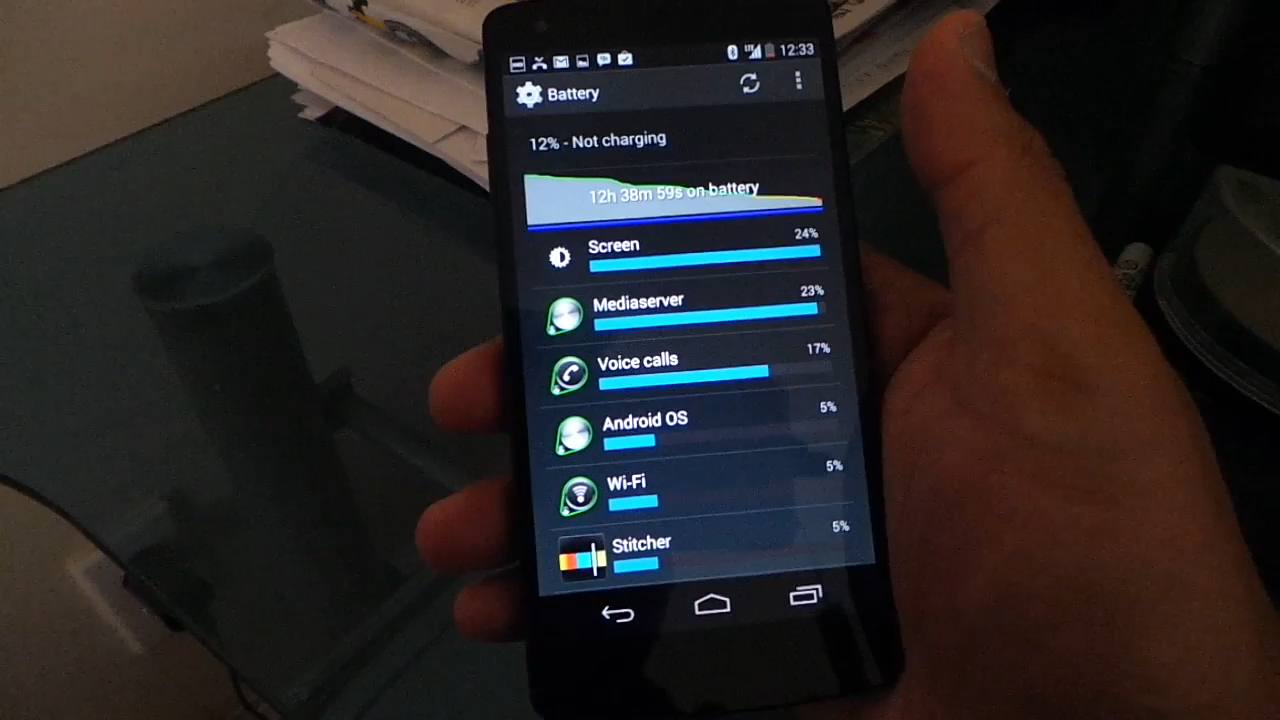 LTE 12:33
Battery
12% - Not charging
12h 38m 59s on battery
Screen 24%
Mediaserver 23%
Voice calls 17%
Android OS 5%
Wi-Fi 5%
Stitcher 5%